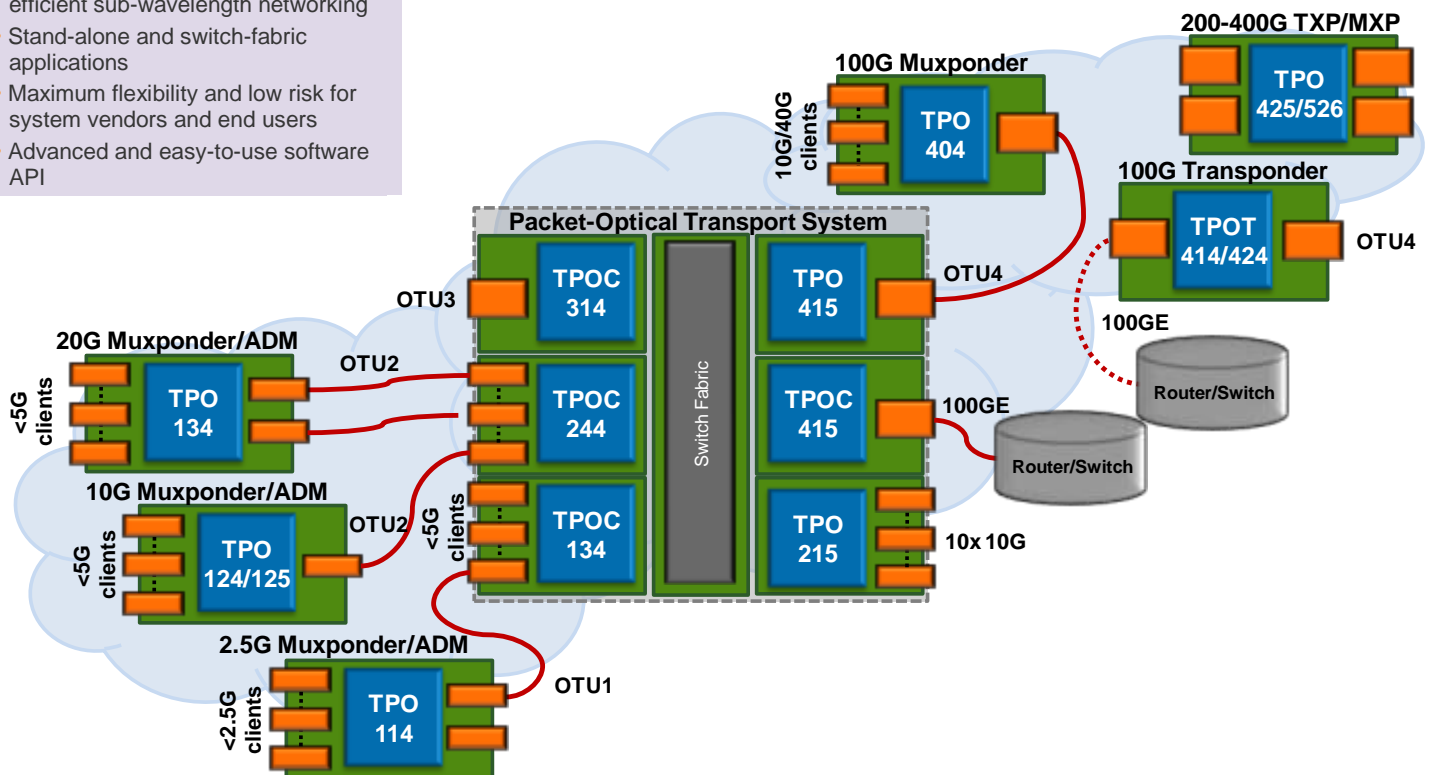 efficient sub-wavelength networking
Stand-alone and switch-fabric
applications
Maximum flexibility and low risk for
system vendors and end users
Advanced and easy-to-use software
API
200-400G TXP/MXP
TPO
425/526
100G Muxponder
10G/40G
clients
TPO
404
100G Transponder
TPOT
414/424
OTU4
100GE
Router/Switch
Packet-Optical Transport System
OTU3
TPOC
314
Switch Fabric
TPO
415
OTU4
20G Muxponder/ADM
<5G
clients
TPO
134
OTU2
TPOC
244
TPOC
415
100GE
Router/Switch
10G Muxponder/ADM
<5G
clients
TPO
124/125
OTU2
<5G
clients
TPOC
134
TPO
215
10x 10G
2.5G Muxponder/ADM
<2.5G
clients
TPO
114
OTU1